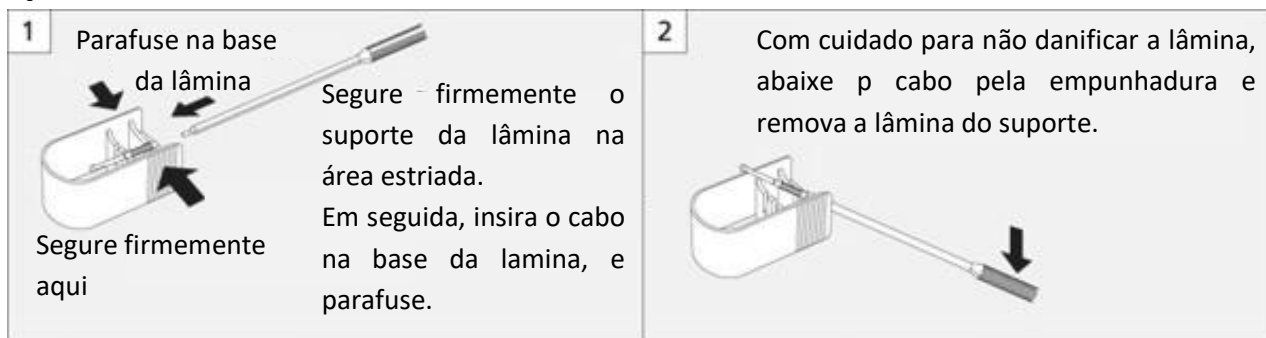 1
Parafuse na base
da lâmina
Segure firmemente o
suporte da lâmina na
área estriada.
Em seguida, insira o cabo
na base da lamina, e
parafuse.
Segure firmemente
aqui
2
Com cuidado para não danificar a lâmina,
abaixe p cabo pela empunhadura e
remova a lâmina do suporte.